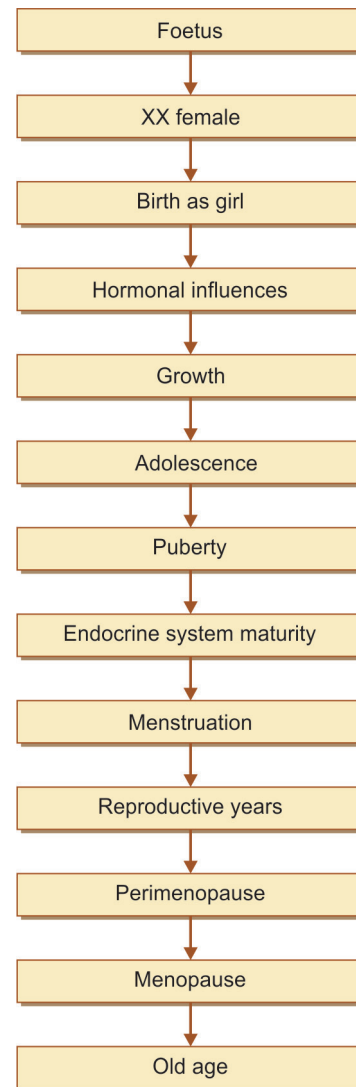 Foetus
XX female
Birth as girl
Hormonal influences
Growth
Adolescence
Puberty
Endocrine system maturity
Menstruation
Reproductive years
Perimenopause
Menopause
Old age